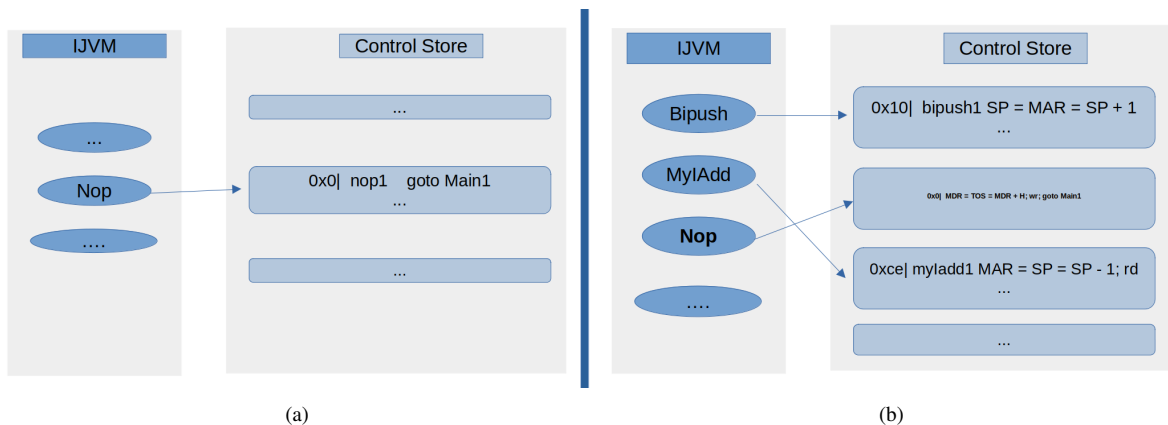 IJVM
Control Store
...
...
Nop
0x0| nop1 goto Main1
...
....
...
(a)
IJVM
Control Store
Bipush
0x10| bipush1 SP = MAR = SP + 1
...
MyIAdd
0x0| MDR = TOS = MDR + H; wr; goto Main1
Nop
0xce| myIadd1 MAR = SP = SP - 1; rd
...
....
...
(b)